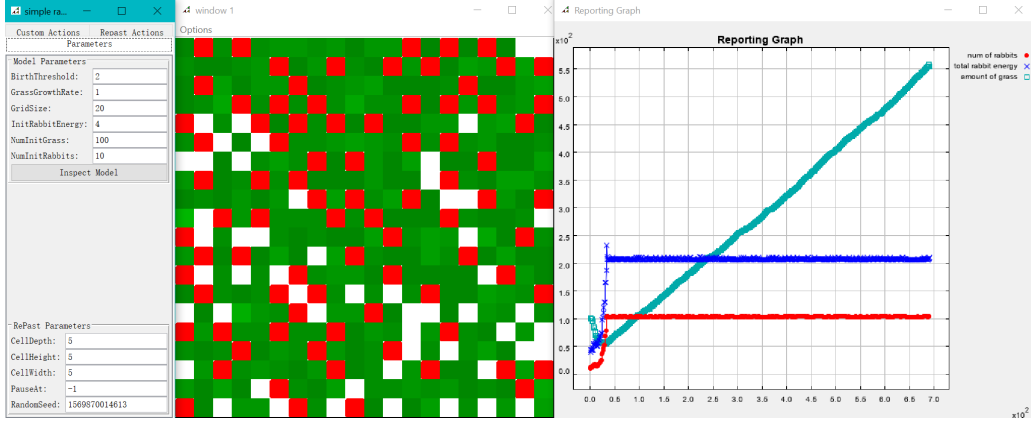 simple ra...
Custom Actions
Repast Actions
Parameters
Model Parameters
BirthThreshold: 2
GrassGrowthRate: 1
GridSize: 20
InitRabbitEnergy: 4
NumInitGrass: 100
NumInitRabbits: 10
Inspect Model
RePast Parameters
CellDepth: 5
CellHeight: 5
CellWidth: 5
PauseAt: -1
RandomSeed: 1569870014613
window 1
Options
Reporting Graph
Reporting Graph
x10²
5.5
5.0
4.5
4.0
3.5
3.0
2.5
2.0
1.5
1.0
0.5
0.0
0.0 0.5 1.0 1.5 2.0 2.5 3.0 3.5 4.0 4.5 5.0 5.5 6.0 6.5 7.0
x10²
num of rabbits
total rabbit energy
amount of grass